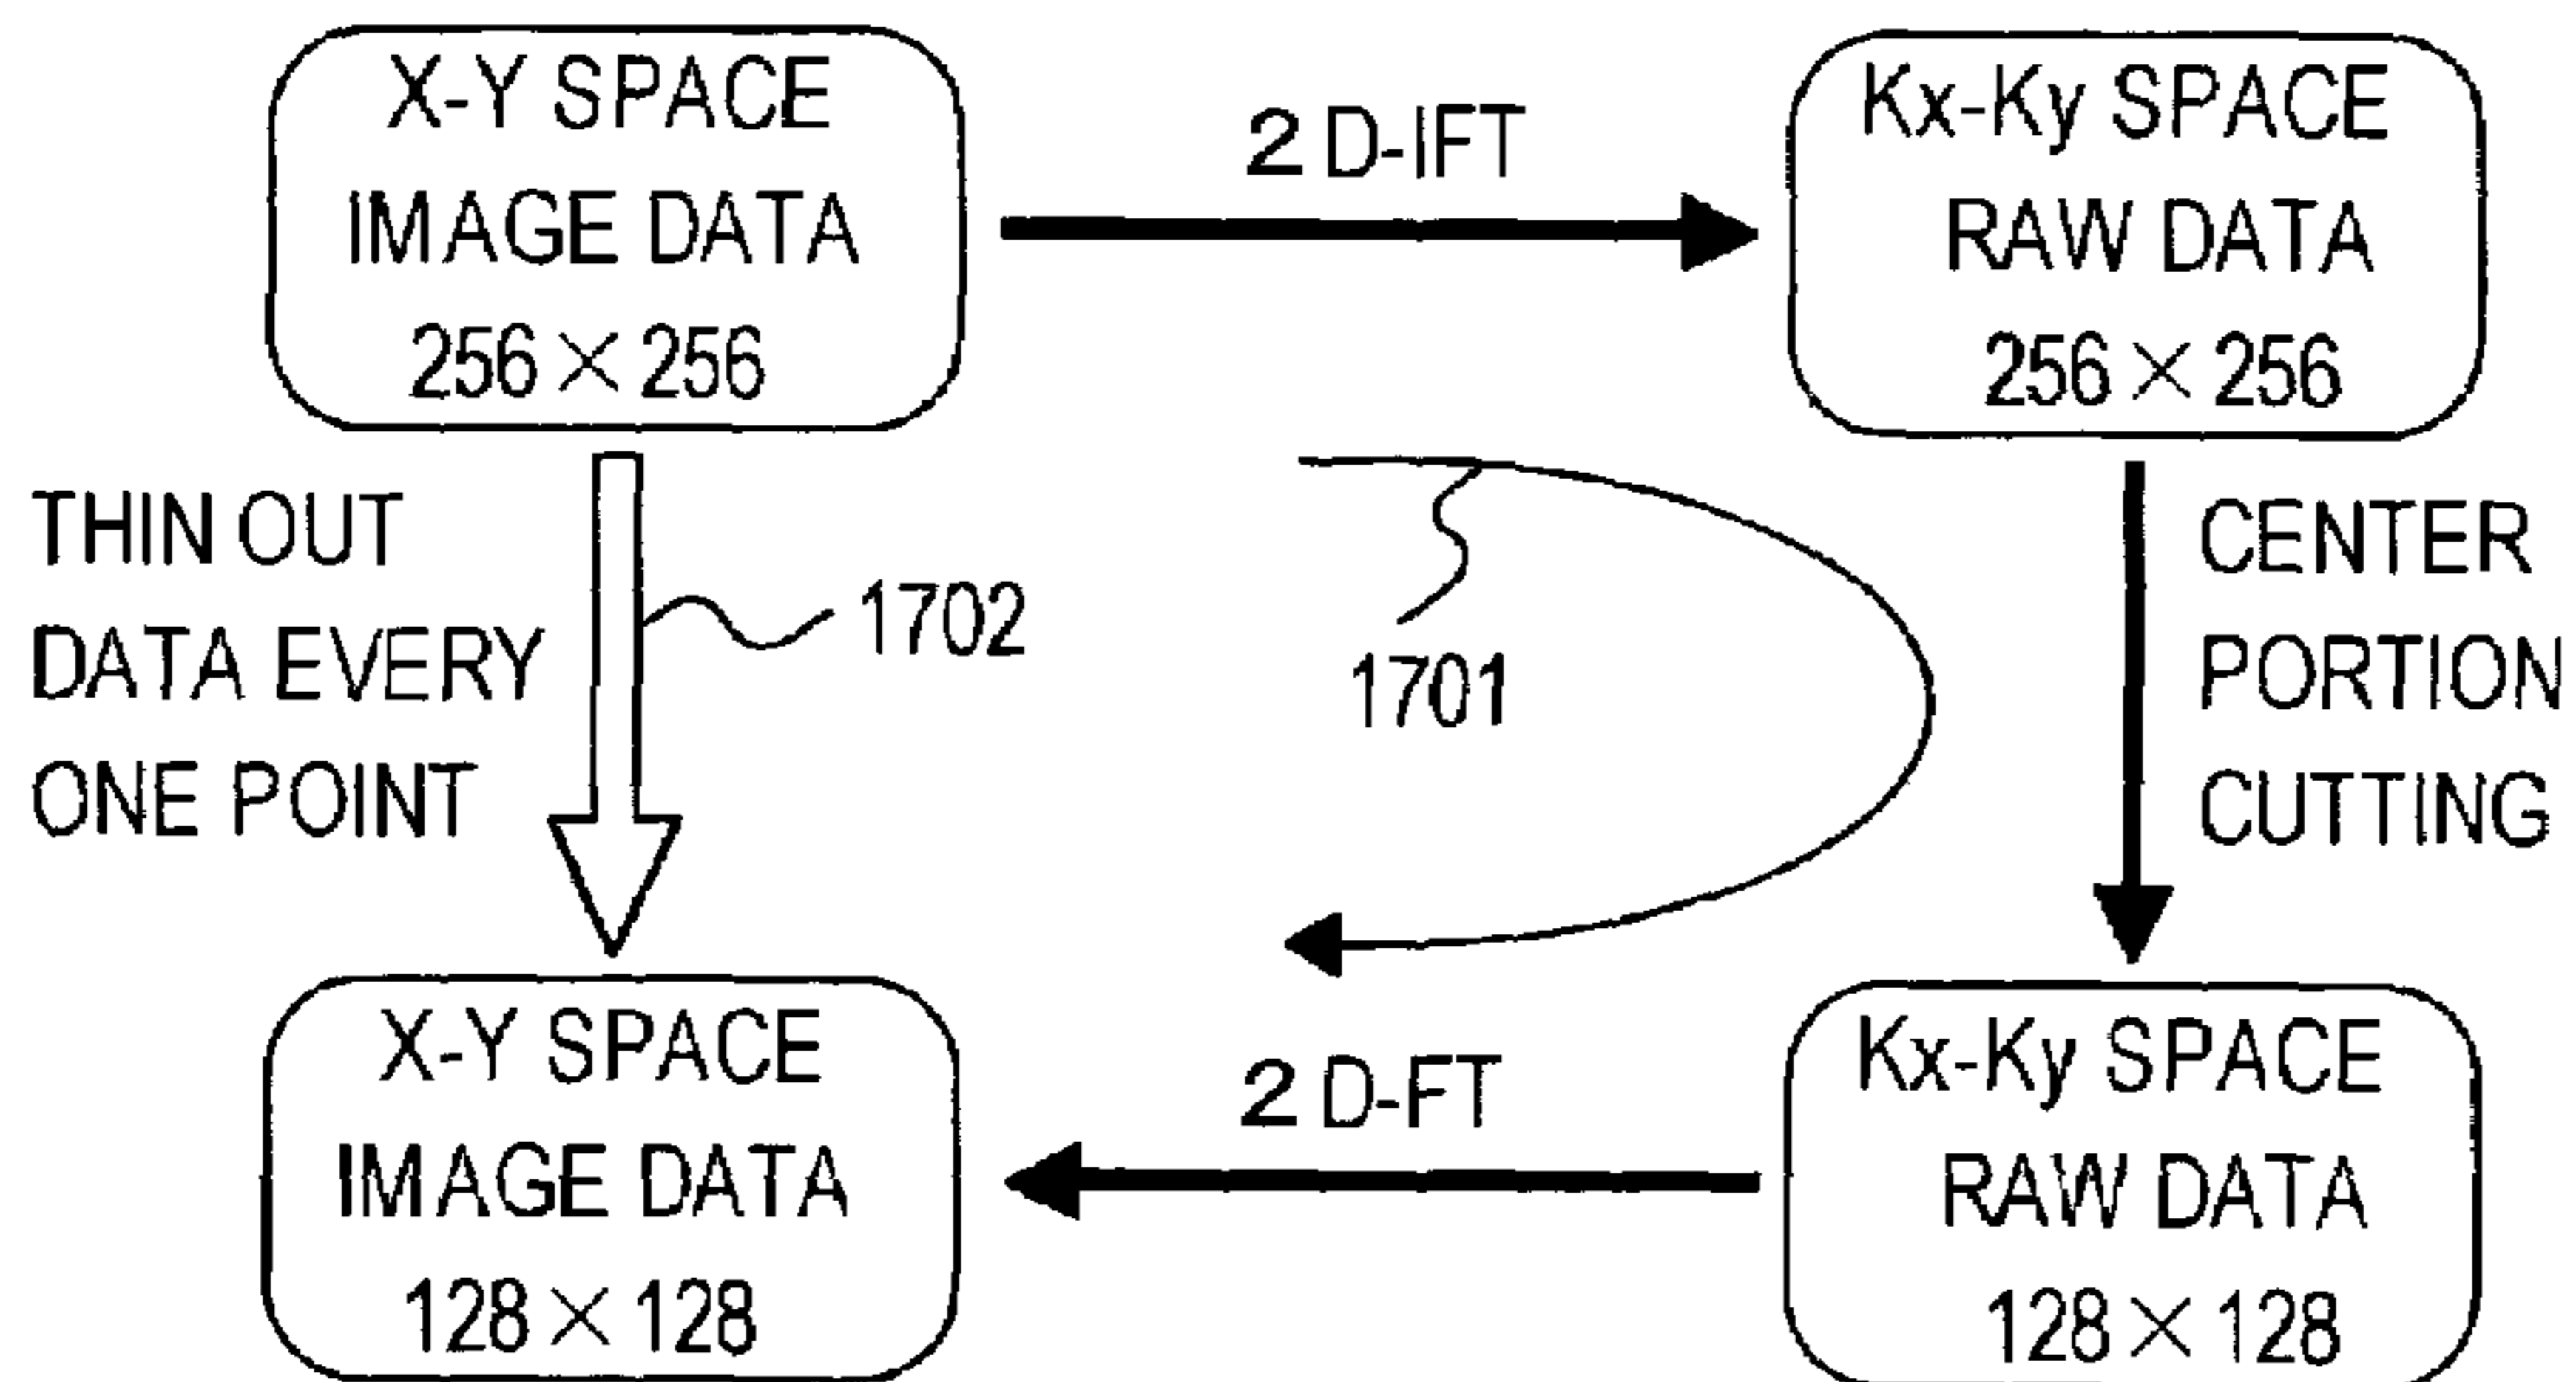 X-Y SPACE
IMAGE DATA
256×256
2 D-IFT
Kx-Ky SPACE
RAW DATA
256×256
THIN OUT
DATA EVERY
ONE POINT
1702
1701
CENTER
PORTION
CUTTING
X-Y SPACE
IMAGE DATA
128×128
2 D-FT
Kx-Ky SPACE
RAW DATA
128×128